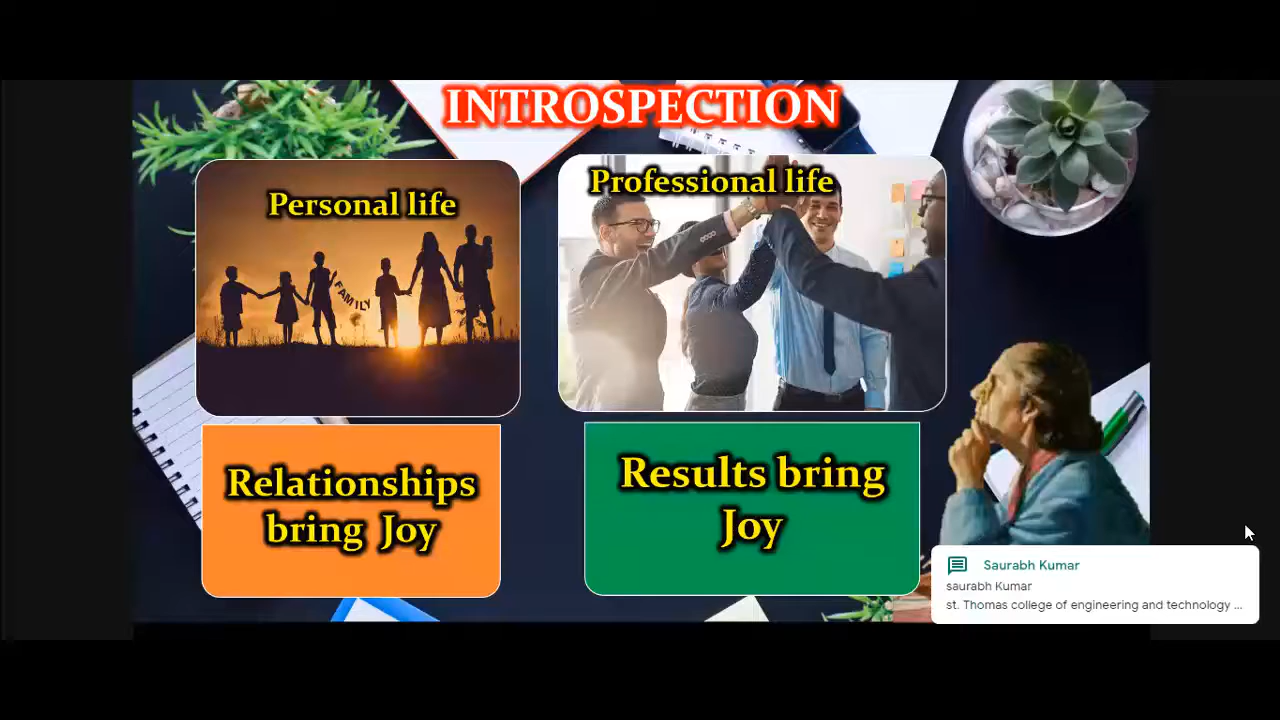 INTROSPECTION
Personal life
Professional life
FAMILY
Relationships
bring Joy
Results bring
Joy
Saurabh Kumar
saurabh Kumar
st. Thomas college of engineering and technology ...